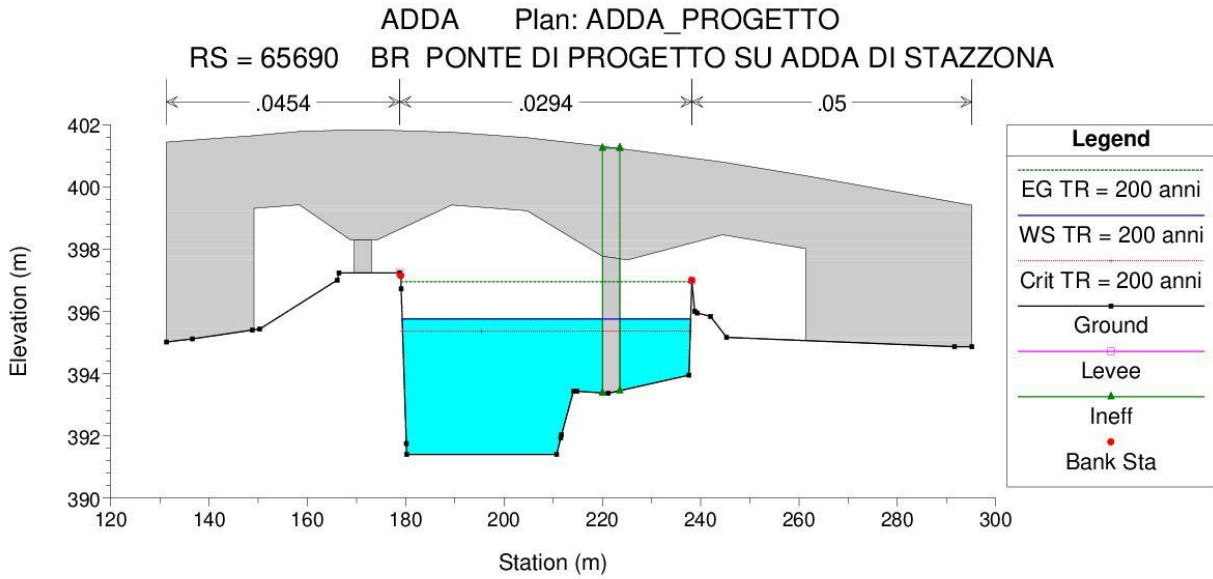 ADDA Plan: ADDA_PROGETTO
RS = 65690 BR PONTE DI PROGETTO SU ADDA DI STAZZONA
.0454 .0294 .05
402
400
398
396
394
392
390
Elevation (m)
120 140 160 180 200 220 240 260 280 300
Station (m)
Legend
EG TR = 200 anni
WS TR = 200 anni
Crit TR = 200 anni
Ground
Levee
Ineff
Bank Sta